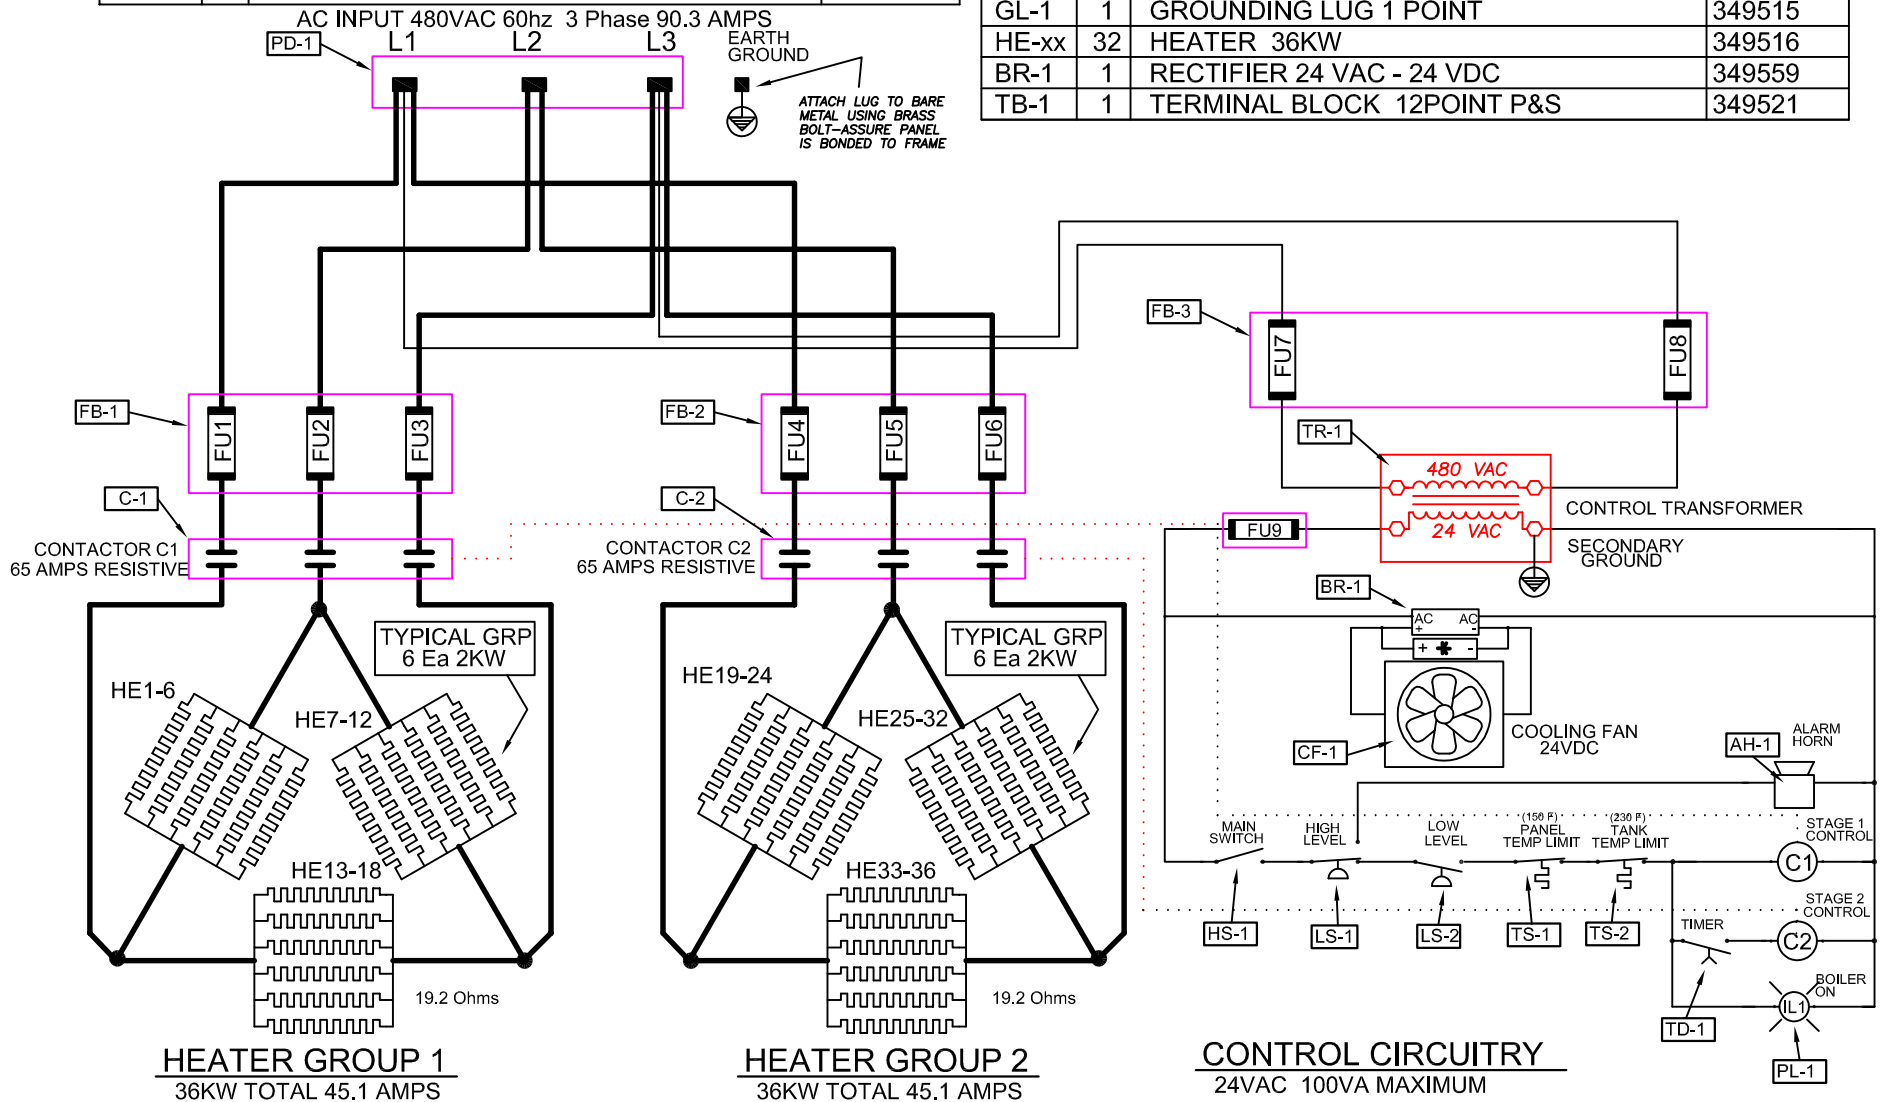 GL-1 1 GROUNDING LUG 1 POINT 349515
HE-xx 32 HEATER 36KW 349516
BR-1 1 RECTIFIER 24 VAC - 24 VDC 349559
TB-1 1 TERMINAL BLOCK 12POINT P&S 349521
AC INPUT 480VAC 60hz 3 Phase 90.3 AMPS
PD-1
L1 L2 L3
EARTH
GROUND
ATTACH LUG TO BARE
METAL USING BRASS
BOLT-ASSURE PANEL
IS BONDED TO FRAME
FB-1
FU1 FU2 FU3
FB-2
FU4 FU5 FU6
FB-3
FU7 FU8
TR-1
480 VAC
24 VAC
CONTROL TRANSFORMER
SECONDARY
GROUND
FU9
C-1
CONTACTOR C1
65 AMPS RESISTIVE
C-2
CONTACTOR C2
65 AMPS RESISTIVE
TYPICAL GRP
6 Ea 2KW
HE1-6
HE7-12
HE13-18
19.2 Ohms
TYPICAL GRP
6 Ea 2KW
HE19-24
HE25-32
HE33-36
19.2 Ohms
BR-1
AC AC
+ -
+ -
CF-1
COOLING FAN
24VDC
AH-1
ALARM
HORN
MAIN
SWITCH
HIGH
LEVEL
LOW
LEVEL
(150 F)
PANEL
TEMP LIMIT
(230 F)
TANK
TEMP LIMIT
STAGE 1
CONTROL
C1
STAGE 2
CONTROL
C2
TIMER
BOILER
ON
IL1
HS-1
LS-1
LS-2
TS-1
TS-2
TD-1
PL-1
HEATER GROUP 1
36KW TOTAL 45.1 AMPS
HEATER GROUP 2
36KW TOTAL 45.1 AMPS
CONTROL CIRCUITRY
24VAC 100VA MAXIMUM